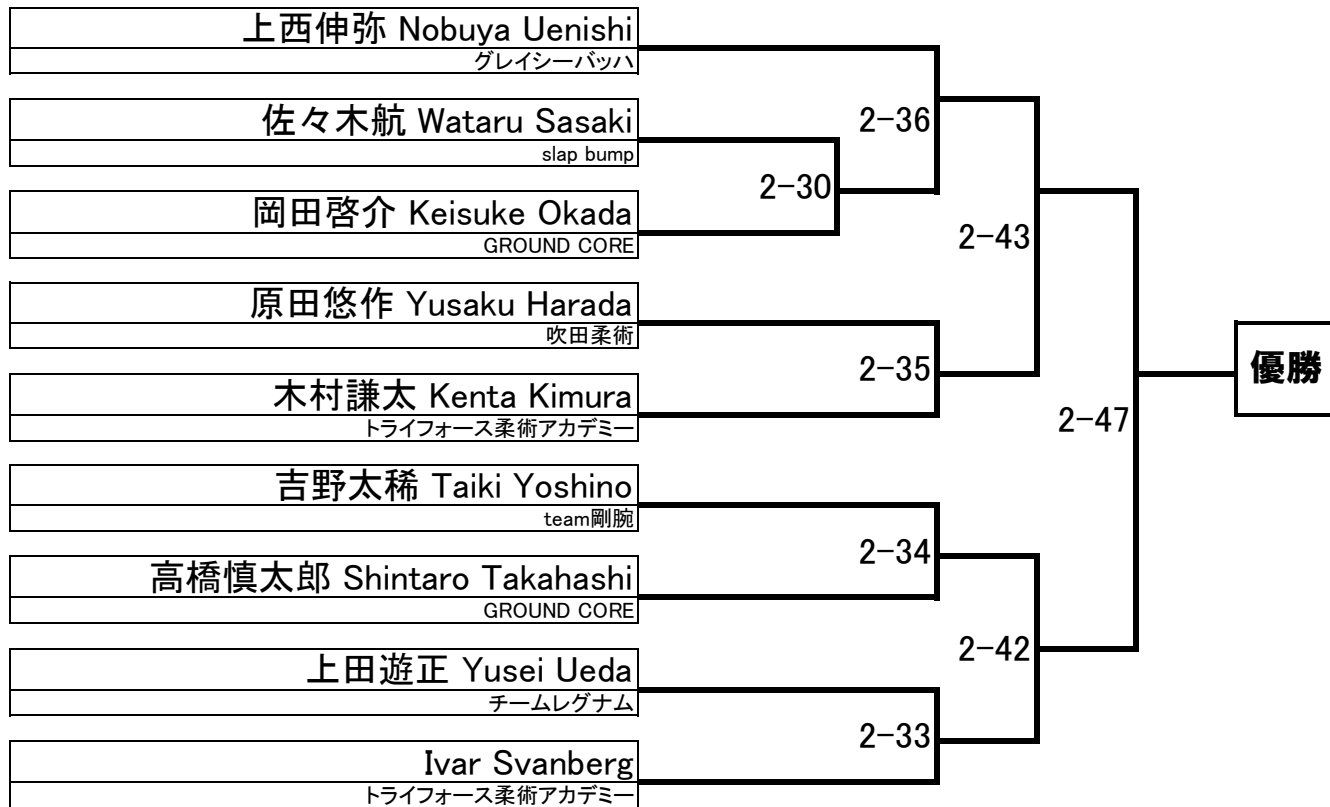 上西伸弥 Nobuya Uenishi
グレイシーバッハ
佐々木航 Wataru Sasaki
slap bump
岡田啓介 Keisuke Okada
GROUND CORE
原田悠作 Yusaku Harada
吹田柔術
木村謙太 Kenta Kimura
トライフォース柔術アカデミー
吉野太稀 Taiki Yoshino
team剛腕
高橋慎太郎 Shintaro Takahashi
GROUND CORE
上田遊正 Yusei Ueda
チームレグナム
Ivar Svanberg
トライフォース柔術アカデミー
2-30
2-36
2-35
2-34
2-33
2-43
2-42
2-47
優勝